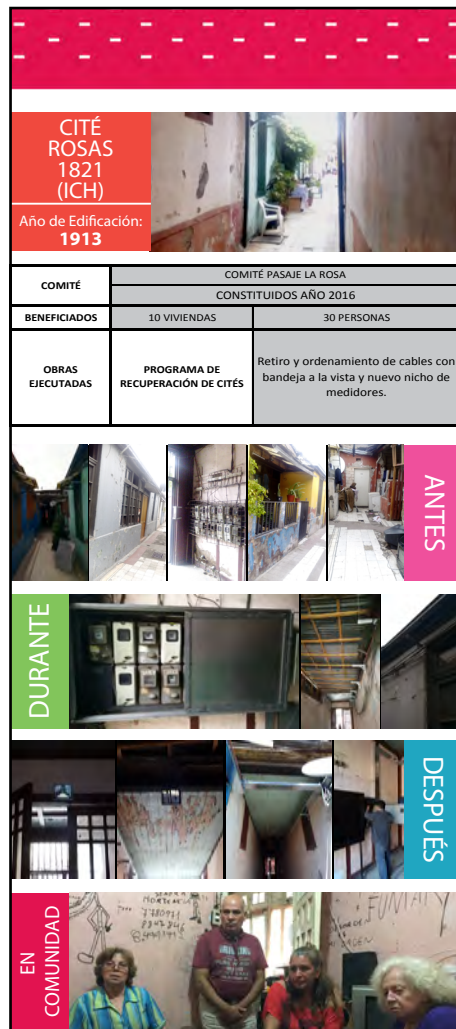 CITÉ
ROSAS
1821
(ICH)
Año de Edificación:
1913
COMITÉ
COMITÉ PASAJE LA ROSA
CONSTITUIDOS AÑO 2016
BENEFICIADOS
10 VIVIENDAS
30 PERSONAS
OBRAS
EJECUTADAS
PROGRAMA DE
RECUPERACIÓN DE CITÉS
Retiro y ordenamiento de cables con
bandeja a la vista y nuevo nicho de
medidores.
ANTES
DURANTE
DESPUÉS
EN
COMUNIDAD